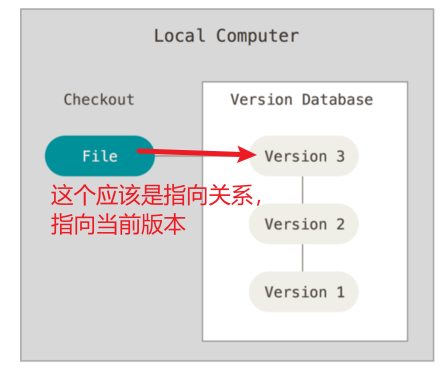 Local Computer
Checkout
Version Database
File
Version 3
这个应该是指向关系，
指向当前版本
Version 2
Version 1